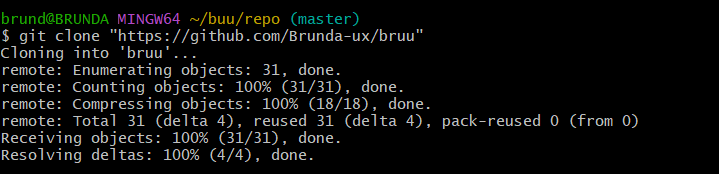 brund@BRUNDA MINGW64 ~/buu/repo (master)
$ git clone "https://github.com/Brunda-ux/bruu"
Cloning into 'bruu'...
remote: Enumerating objects: 31, done.
remote: Counting objects: 100% (31/31), done.
remote: Compressing objects: 100% (18/18), done.
remote: Total 31 (delta 4), reused 31 (delta 4), pack-reused 0 (from 0)
Receiving objects: 100% (31/31), done.
Resolving deltas: 100% (4/4), done.